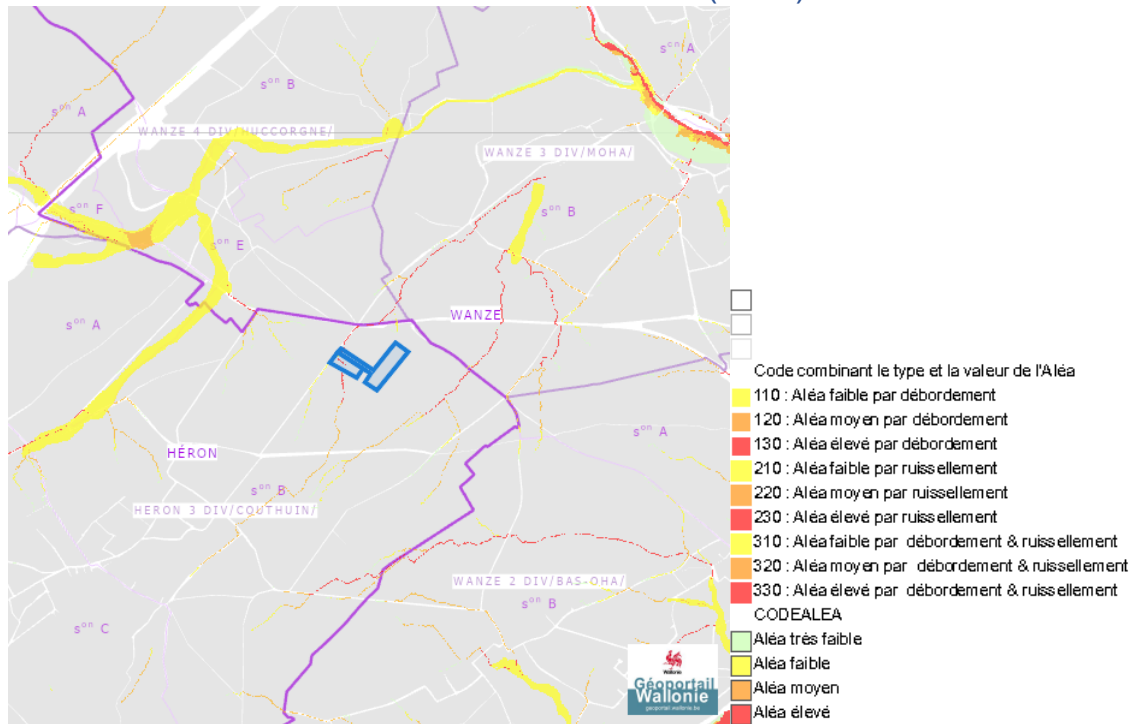 sᵒⁿ A
sᵒⁿ B
sᵒⁿ A
WANZE 4 DIV/HUCCORGNE/
WANZE 3 DIV/MOHA/
sᵒⁿ F
sᵒⁿ B
sᵒⁿ E
WANZE
sᵒⁿ A
sᵒⁿ A
HÉRON
sᵒⁿ B
HERON 3 DIV/COUTHUIN/
WANZE 2 DIV/BAS-OHA/
sᵒⁿ B
sᵒⁿ C
Wallonie
Géoportail
Wallonie
geoportail.wallonie.be
Code combinant le type et la valeur de l'Aléa
110 : Aléa faible par débordement
120 : Aléa moyen par débordement
130 : Aléa élevé par débordement
210 : Aléa faible par ruissellement
220 : Aléa moyen par ruissellement
230 : Aléa élevé par ruissellement
310 : Aléa faible par débordement & ruissellement
320 : Aléa moyen par débordement & ruissellement
330 : Aléa élevé par débordement & ruissellement
CODEALEA
Aléa très faible
Aléa faible
Aléa moyen
Aléa élevé